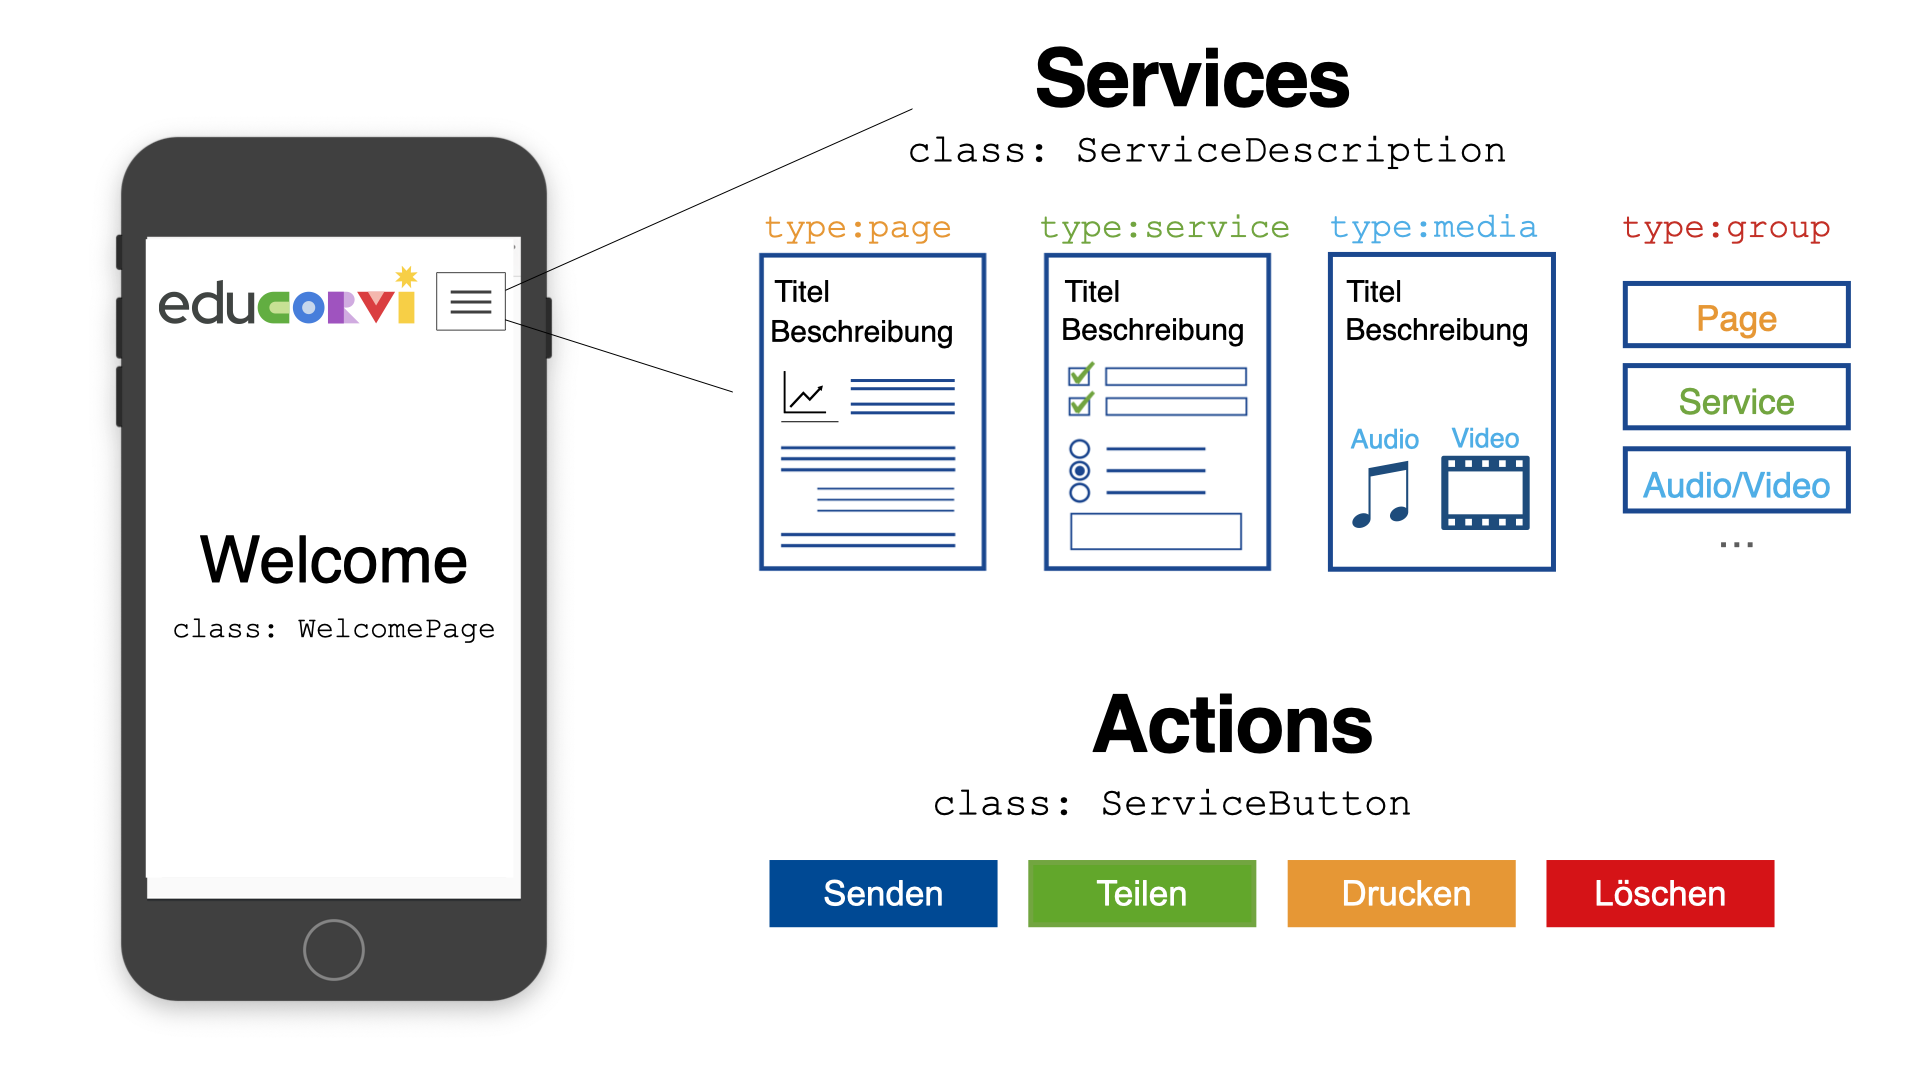 educorvi
Welcome
class: WelcomePage
Services
class: ServiceDescription
type:page
Titel
Beschreibung
type:service
Titel
Beschreibung
type:media
Titel
Beschreibung
Audio
Video
type:group
Page
Service
Audio/Video
...
Actions
class: ServiceButton
Senden
Teilen
Drucken
Löschen